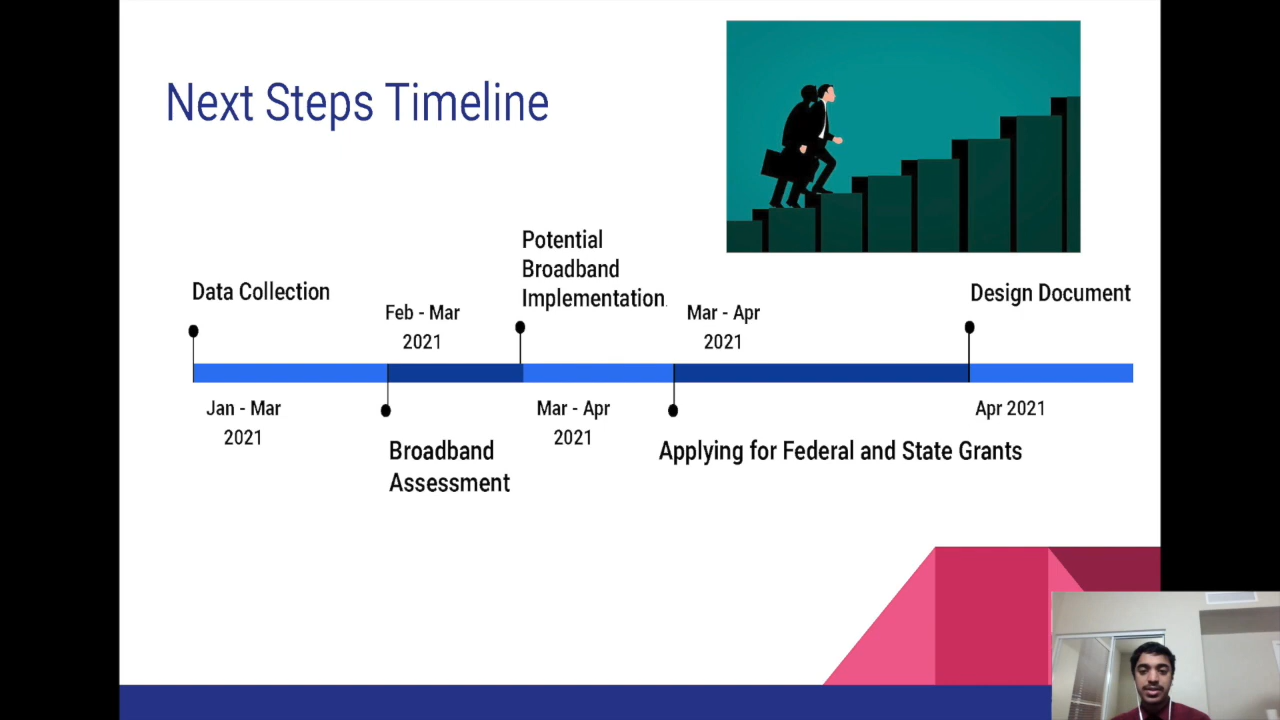 Next Steps Timeline
Data Collection
Jan - Mar
2021
Feb - Mar
2021
Broadband
Assessment
Potential
Broadband
Implementation.
Mar - Apr
2021
Mar - Apr
2021
Applying for Federal and State Grants
Design Document
Apr 2021